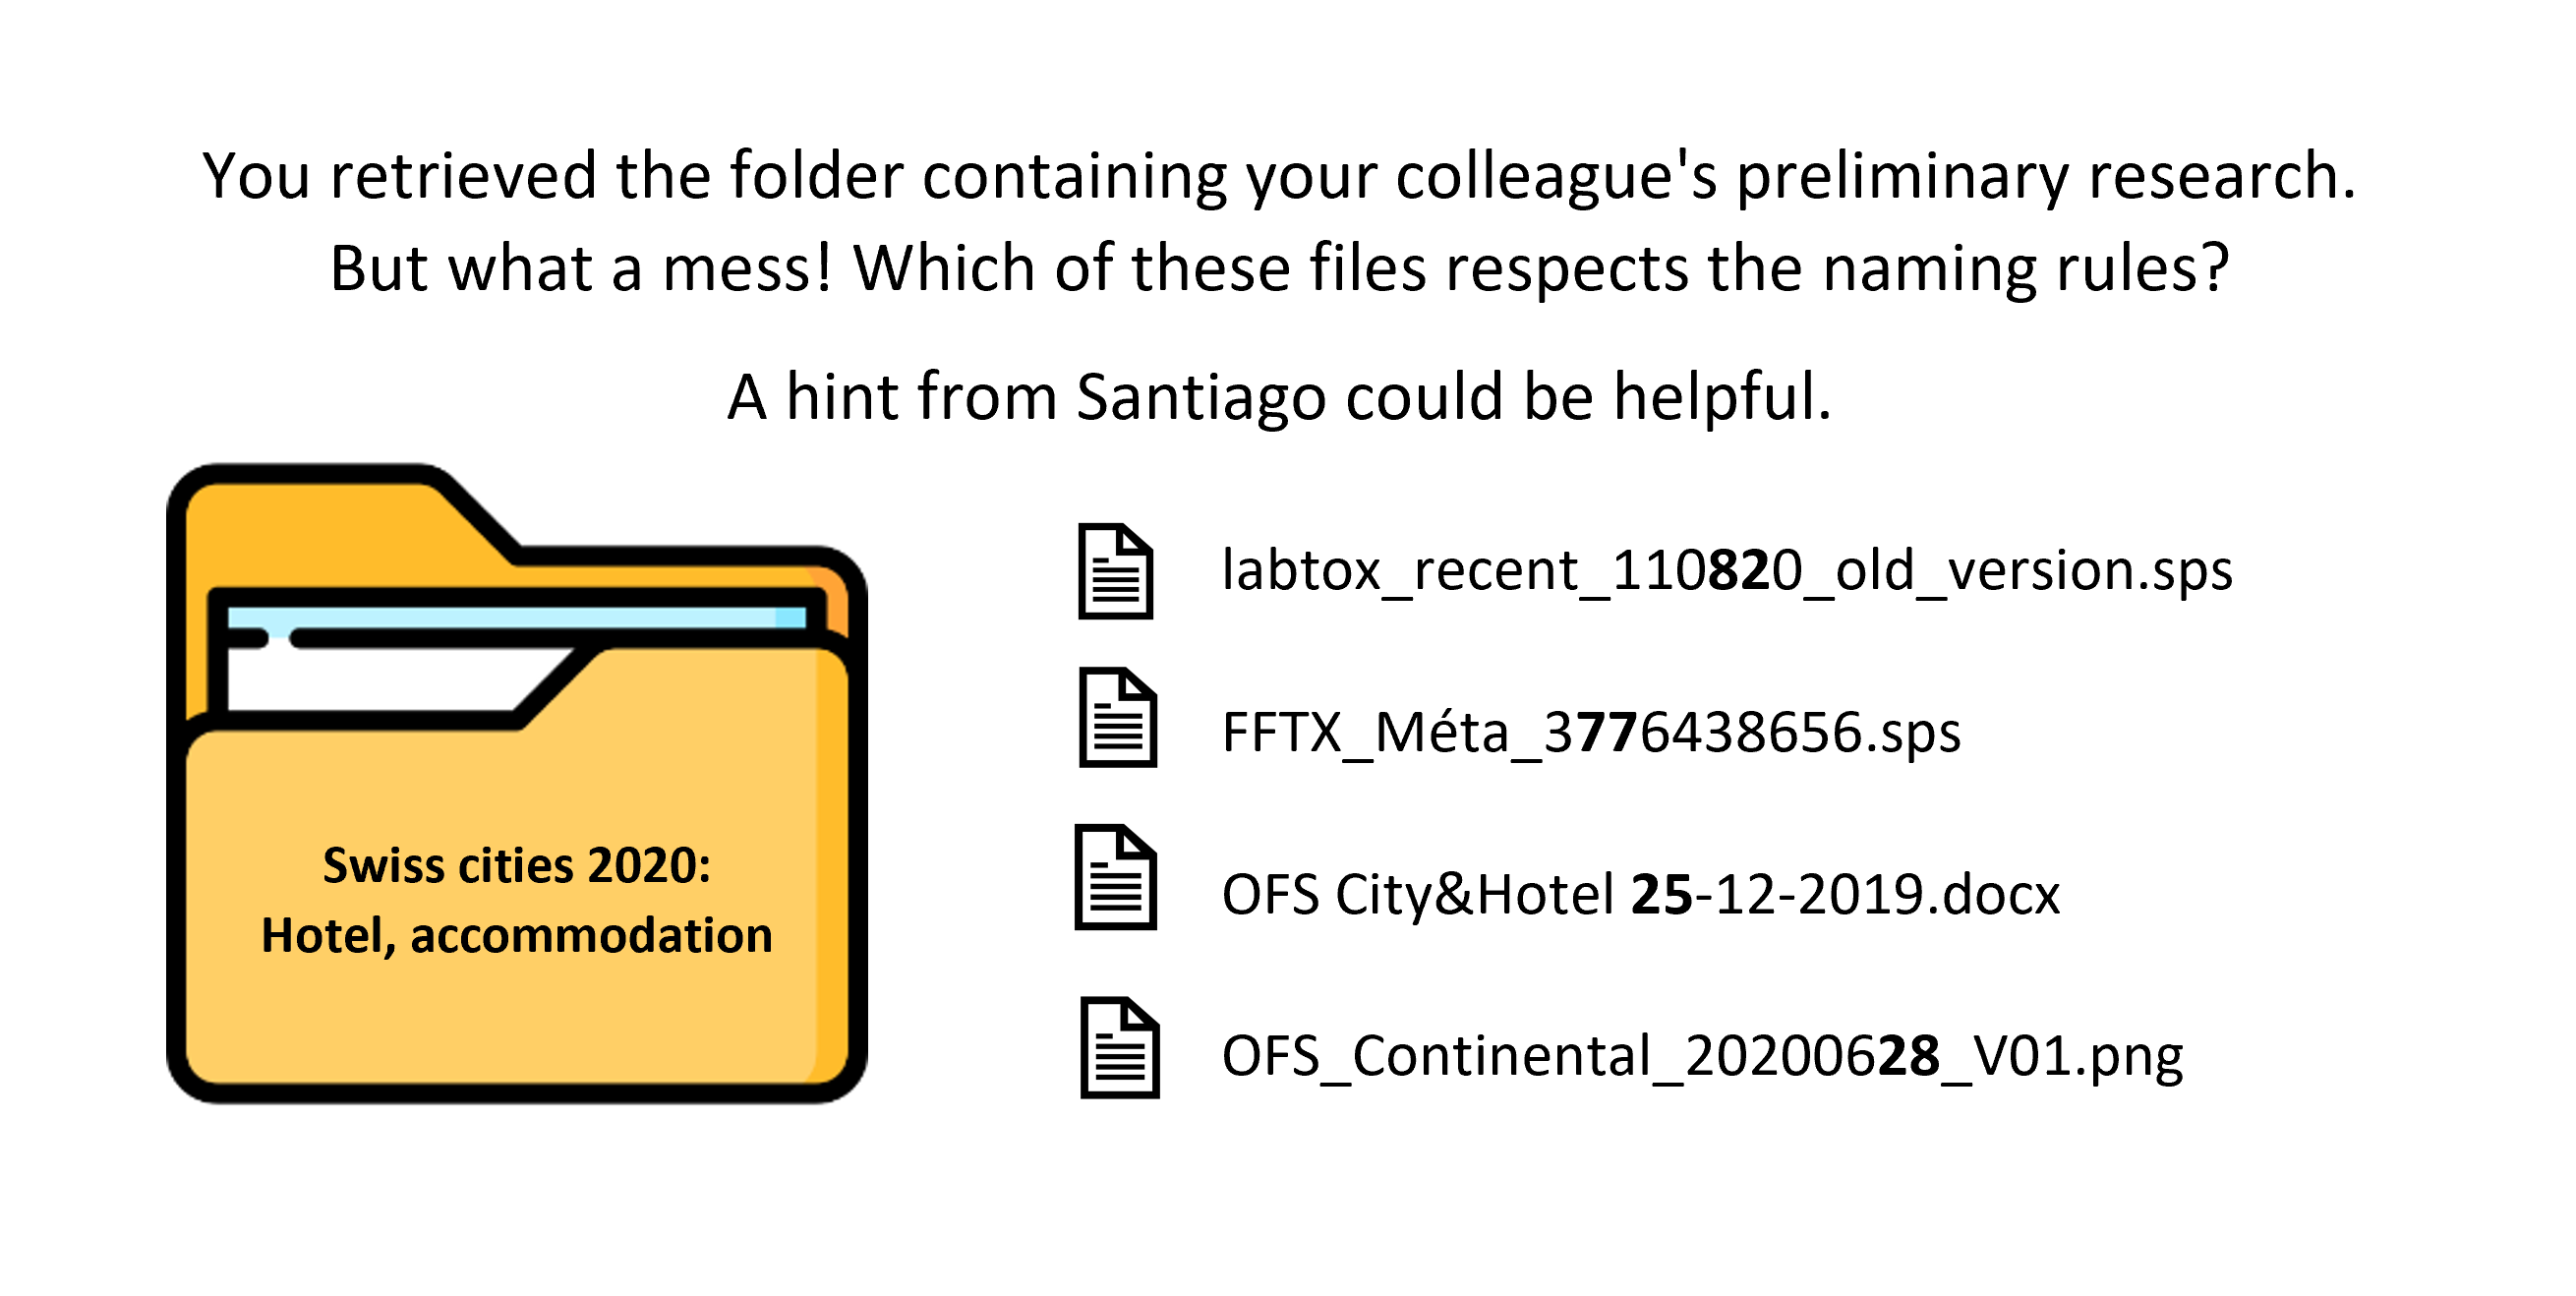 You retrieved the folder containing your colleague's preliminary research.
But what a mess! Which of these files respects the naming rules?
A hint from Santiago could be helpful.
Swiss cities 2020:
Hotel, accommodation
labtox_recent_110820_old_version.sps
FFTX_Méta_3776438656.sps
OFS City&Hotel 25-12-2019.docx
OFS_Continental_20200628_V01.png